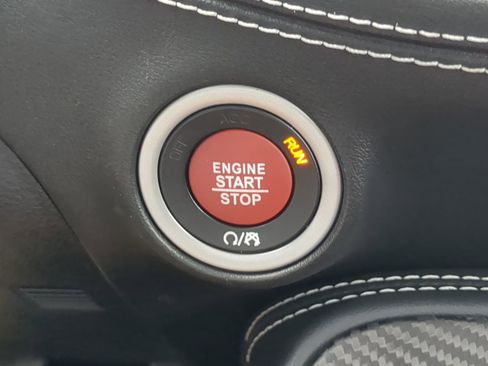 OFF
ACC
RUN
ENGINE
START
STOP